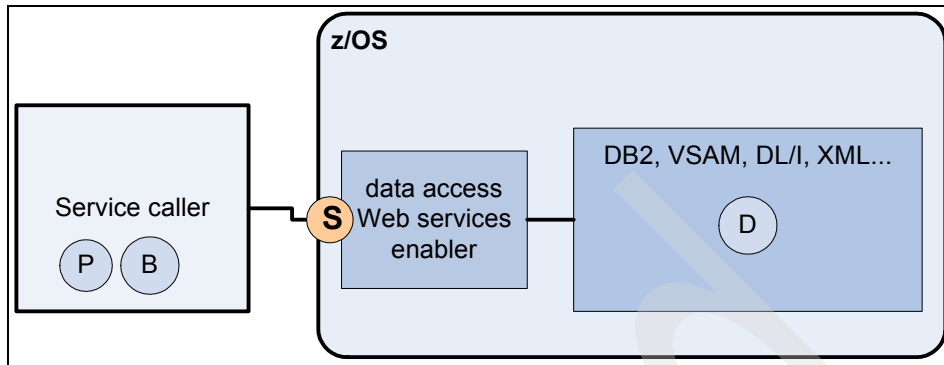 z/OS
Service caller
P
B
S
data access
Web services
enabler
DB2, VSAM, DL/I, XML...
D